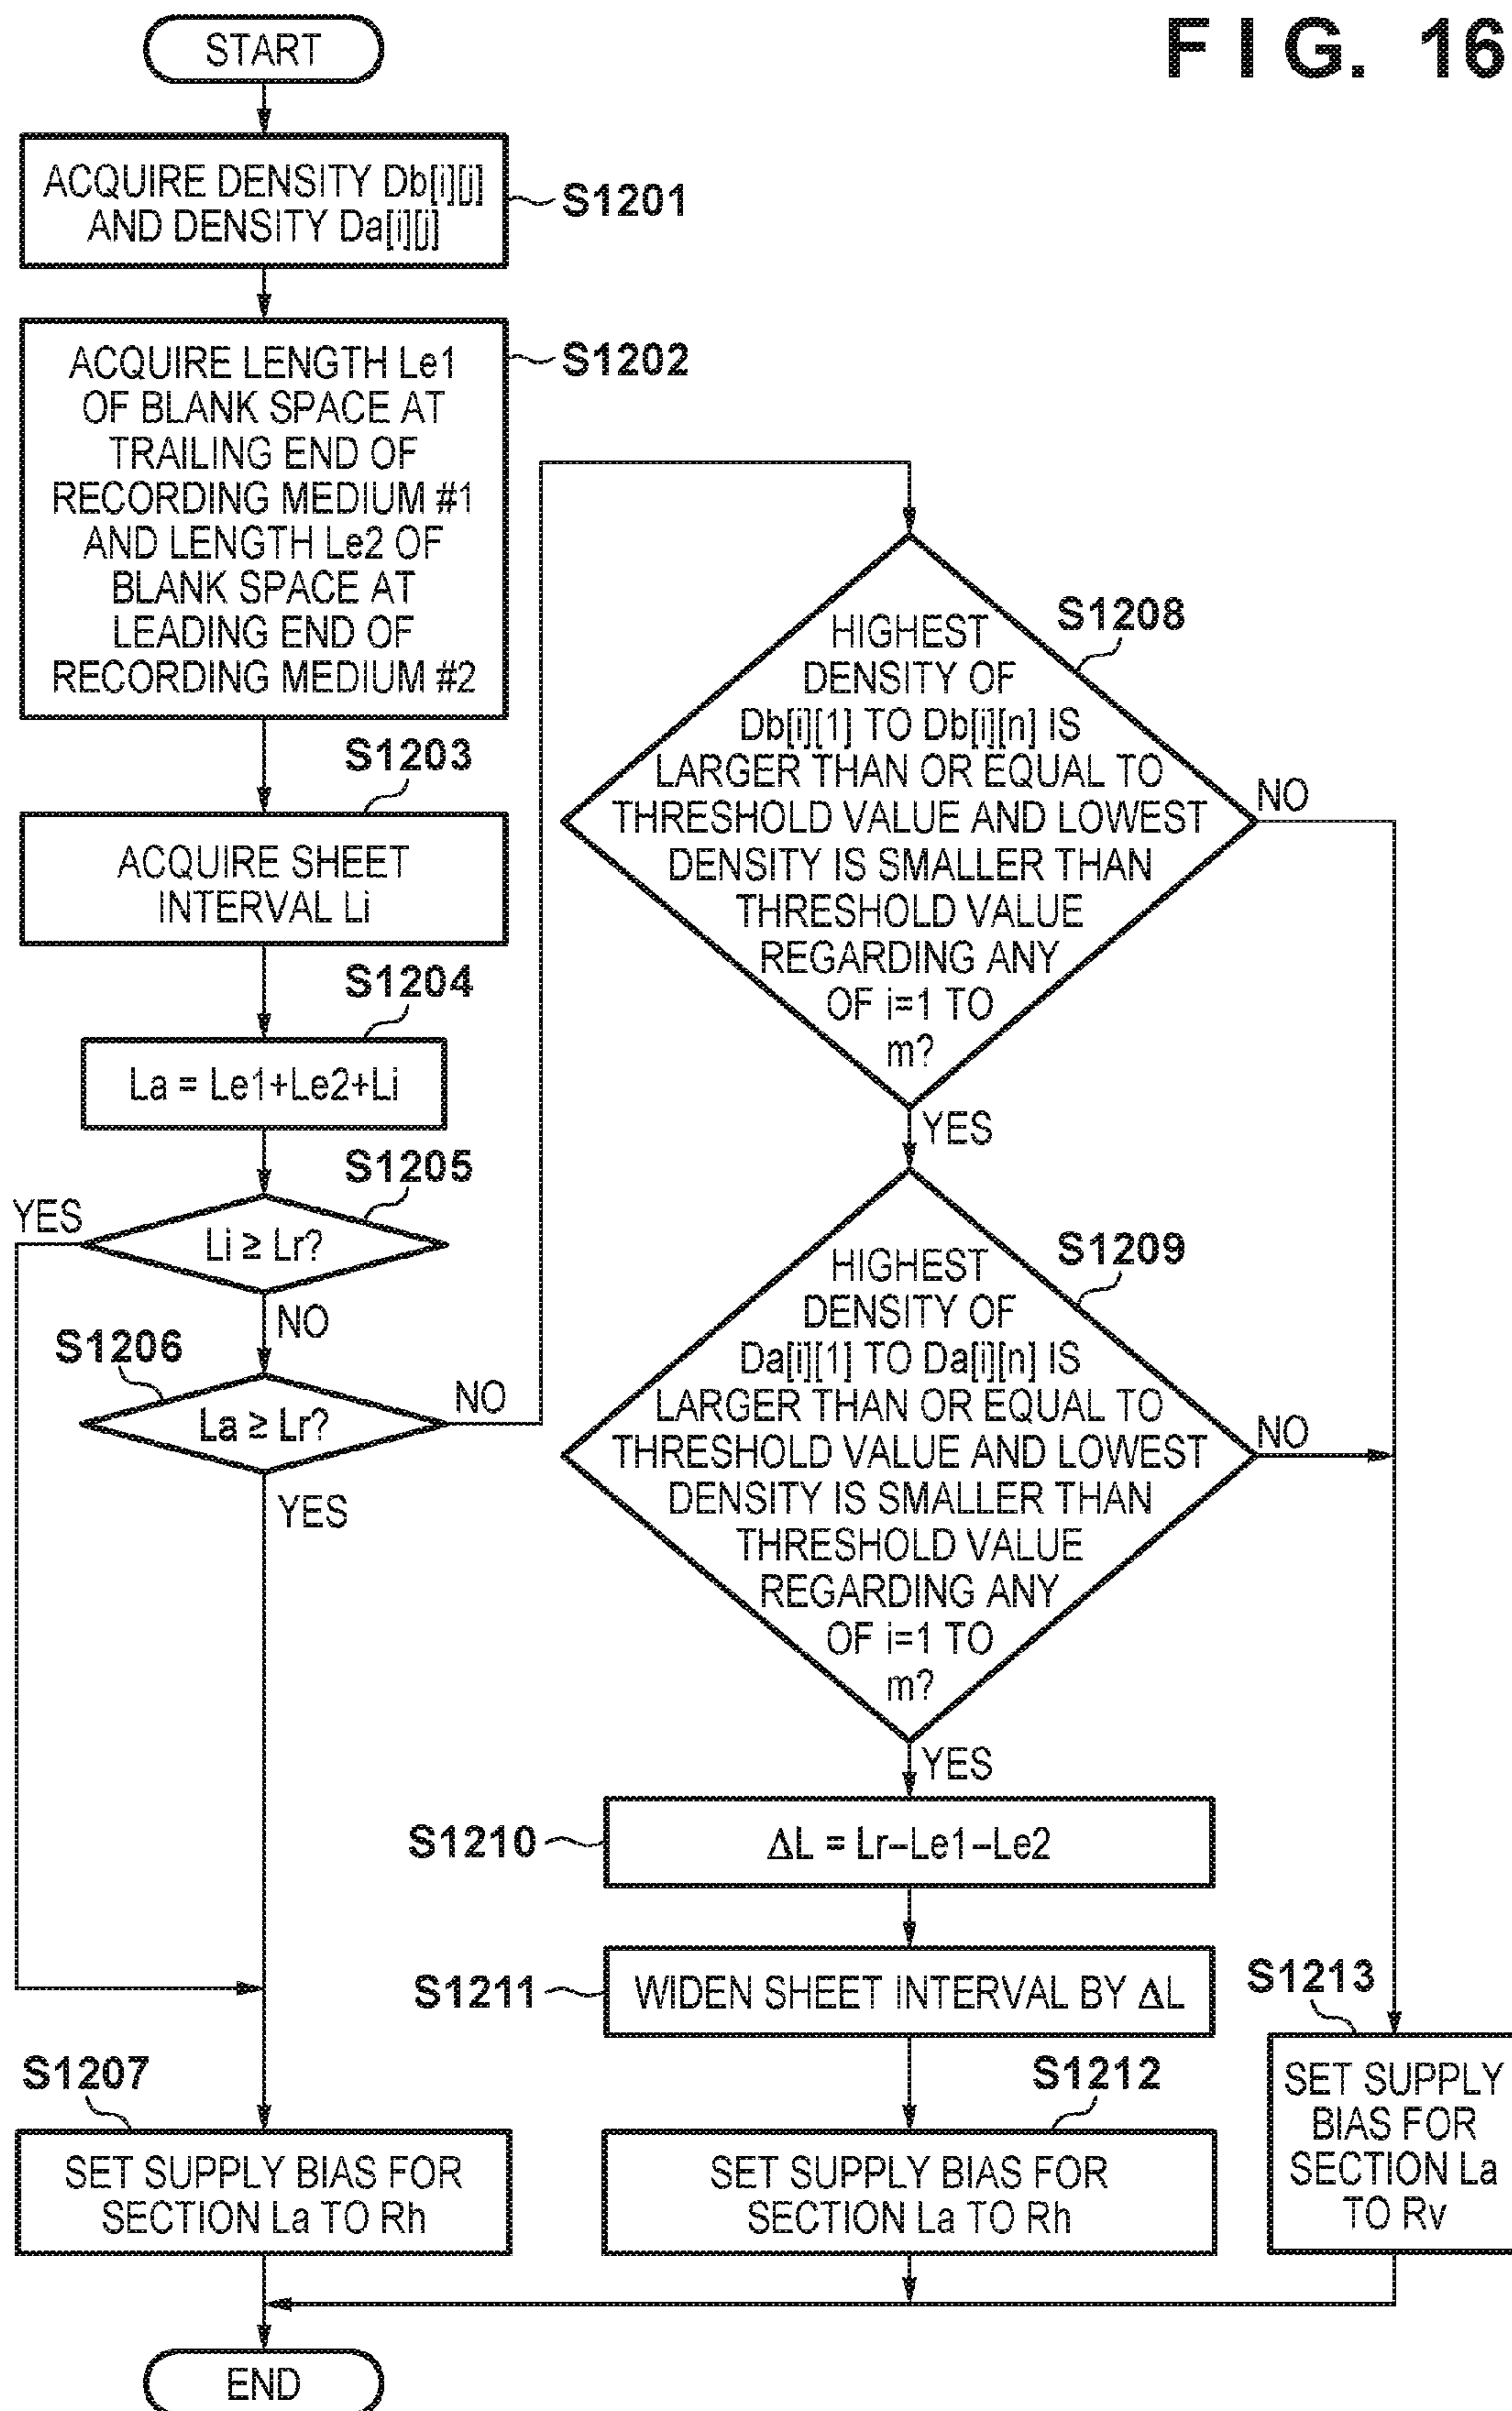 FIG. 16
START
ACQUIRE DENSITY Db[i][j]
AND DENSITY Da[i][j]
S1201
ACQUIRE LENGTH Le1
OF BLANK SPACE AT
TRAILING END OF
RECORDING MEDIUM #1
AND LENGTH Le2 OF
BLANK SPACE AT
LEADING END OF
RECORDING MEDIUM #2
S1202
S1203
ACQUIRE SHEET
INTERVAL Li
S1204
La = Le1+Le2+Li
S1205
YES
Li ≥ Lr?
NO
S1206
La ≥ Lr?
NO
YES
S1207
SET SUPPLY BIAS FOR
SECTION La TO Rh
S1208
HIGHEST
DENSITY OF
Db[i][1] TO Db[i][n] IS
LARGER THAN OR EQUAL TO
THRESHOLD VALUE AND LOWEST
DENSITY IS SMALLER THAN
THRESHOLD VALUE
REGARDING ANY
OF i=1 TO
m?
NO
YES
S1209
HIGHEST
DENSITY OF
Da[i][1] TO Da[i][n] IS
LARGER THAN OR EQUAL TO
THRESHOLD VALUE AND LOWEST
DENSITY IS SMALLER THAN
THRESHOLD VALUE
REGARDING ANY
OF i=1 TO
m?
NO
YES
S1210
ΔL = Lr–Le1–Le2
S1211
WIDEN SHEET INTERVAL BY ΔL
S1212
SET SUPPLY BIAS FOR
SECTION La TO Rh
S1213
SET SUPPLY
BIAS FOR
SECTION La
TO Rv
END